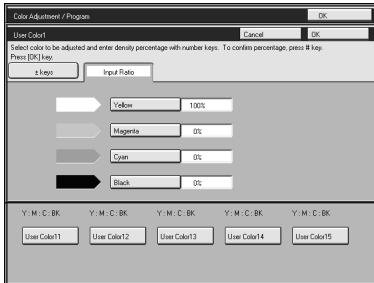 Color Adjustment / Program OK
User Color1 Cancel OK
Select color to be adjusted and enter density percentage with number keys. To confirm percentage, press # key.
Press [OK] key.
± keys Input Ratio
Yellow 100%
Magenta 0%
Cyan 0%
Black 0%
Y : M : C : BK Y : M : C : BK Y : M : C : BK Y : M : C : BK Y : M : C : BK
User Color11 User Color12 User Color13 User Color14 User Color15